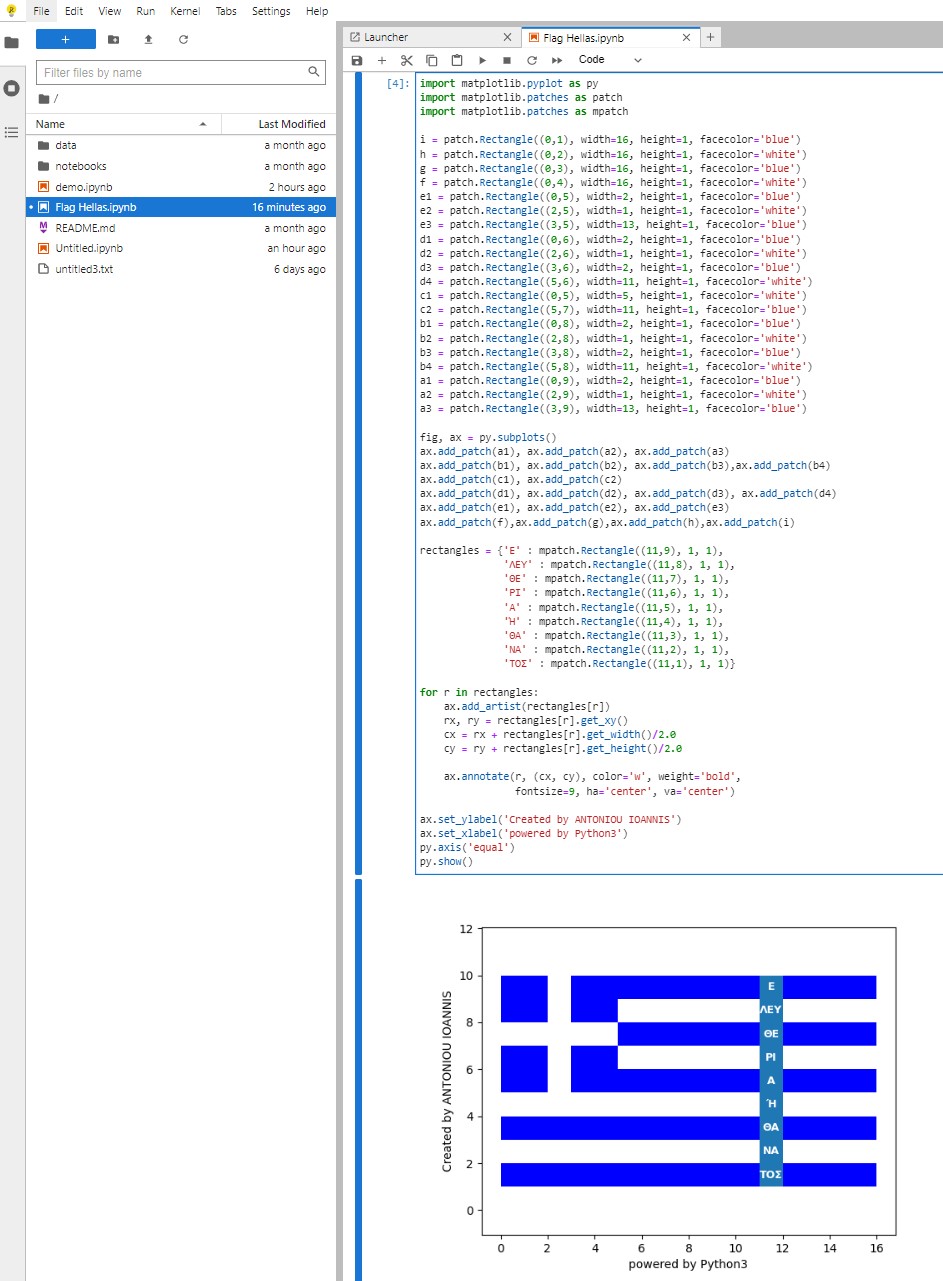 File Edit View Run Kernel Tabs Settings Help
+
Filter files by name
/
Name Last Modified
data a month ago
notebooks a month ago
demo.ipynb 2 hours ago
Flag Hellas.ipynb 16 minutes ago
README.md a month ago
Untitled.ipynb an hour ago
untitled3.txt 6 days ago
Launcher
Flag Hellas.ipynb
Code
[4]:
import matplotlib.pyplot as py
import matplotlib.patches as patch
import matplotlib.patches as mpatch
i = patch.Rectangle((0,1), width=16, height=1, facecolor='blue')
h = patch.Rectangle((0,2), width=16, height=1, facecolor='white')
g = patch.Rectangle((0,3), width=16, height=1, facecolor='blue')
f = patch.Rectangle((0,4), width=16, height=1, facecolor='white')
e1 = patch.Rectangle((0,5), width=2, height=1, facecolor='blue')
e2 = patch.Rectangle((2,5), width=1, height=1, facecolor='white')
e3 = patch.Rectangle((3,5), width=13, height=1, facecolor='blue')
d1 = patch.Rectangle((0,6), width=2, height=1, facecolor='blue')
d2 = patch.Rectangle((2,6), width=1, height=1, facecolor='white')
d3 = patch.Rectangle((3,6), width=2, height=1, facecolor='blue')
d4 = patch.Rectangle((5,6), width=11, height=1, facecolor='white')
c1 = patch.Rectangle((0,5), width=5, height=1, facecolor='white')
c2 = patch.Rectangle((5,7), width=11, height=1, facecolor='blue')
b1 = patch.Rectangle((0,8), width=2, height=1, facecolor='blue')
b2 = patch.Rectangle((2,8), width=1, height=1, facecolor='white')
b3 = patch.Rectangle((3,8), width=2, height=1, facecolor='blue')
b4 = patch.Rectangle((5,8), width=11, height=1, facecolor='white')
a1 = patch.Rectangle((0,9), width=2, height=1, facecolor='blue')
a2 = patch.Rectangle((2,9), width=1, height=1, facecolor='white')
a3 = patch.Rectangle((3,9), width=13, height=1, facecolor='blue')
fig, ax = py.subplots()
ax.add_patch(a1), ax.add_patch(a2), ax.add_patch(a3)
ax.add_patch(b1), ax.add_patch(b2), ax.add_patch(b3),ax.add_patch(b4)
ax.add_patch(c1), ax.add_patch(c2)
ax.add_patch(d1), ax.add_patch(d2), ax.add_patch(d3), ax.add_patch(d4)
ax.add_patch(e1), ax.add_patch(e2), ax.add_patch(e3)
ax.add_patch(f),ax.add_patch(g),ax.add_patch(h),ax.add_patch(i)
rectangles = {'Ε' : mpatch.Rectangle((11,9), 1, 1),
'ΛΕΥ' : mpatch.Rectangle((11,8), 1, 1),
'ΘΕ' : mpatch.Rectangle((11,7), 1, 1),
'ΡΙ' : mpatch.Rectangle((11,6), 1, 1),
'Α' : mpatch.Rectangle((11,5), 1, 1),
'Ή' : mpatch.Rectangle((11,4), 1, 1),
'ΘΑ' : mpatch.Rectangle((11,3), 1, 1),
'ΝΑ' : mpatch.Rectangle((11,2), 1, 1),
'ΤΟΣ' : mpatch.Rectangle((11,1), 1, 1)}
for r in rectangles:
ax.add_artist(rectangles[r])
rx, ry = rectangles[r].get_xy()
cx = rx + rectangles[r].get_width()/2.0
cy = ry + rectangles[r].get_height()/2.0
ax.annotate(r, (cx, cy), color='w', weight='bold',
fontsize=9, ha='center', va='center')
ax.set_ylabel('Created by ANTONIOU IOANNIS')
ax.set_xlabel('powered by Python3')
py.axis('equal')
py.show()
12
10
8
6
4
2
0
Created by ANTONIOU IOANNIS
Ε
ΛΕΥ
ΘΕ
ΡΙ
Α
Ή
ΘΑ
ΝΑ
ΤΟΣ
0 2 4 6 8 10 12 14 16
powered by Python3